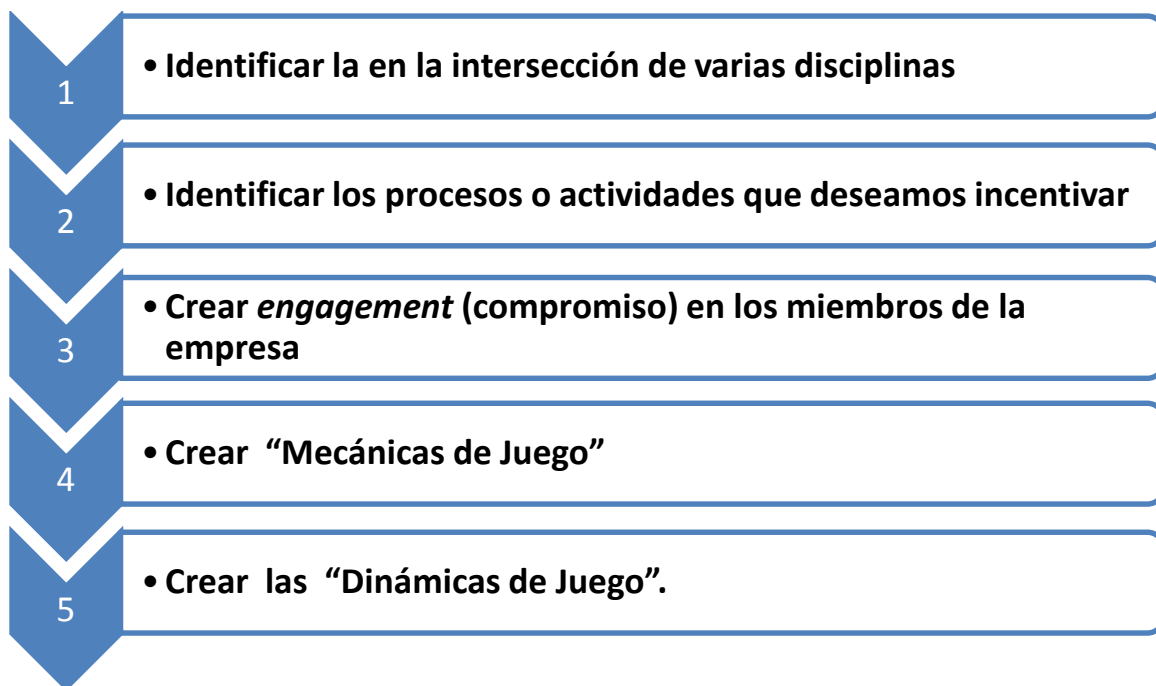 1
• Identificar la en la intersección de varias disciplinas
2
• Identificar los procesos o actividades que deseamos incentivar
3
• Crear engagement (compromiso) en los miembros de la
empresa
4
• Crear “Mecánicas de Juego”
5
• Crear las “Dinámicas de Juego”.